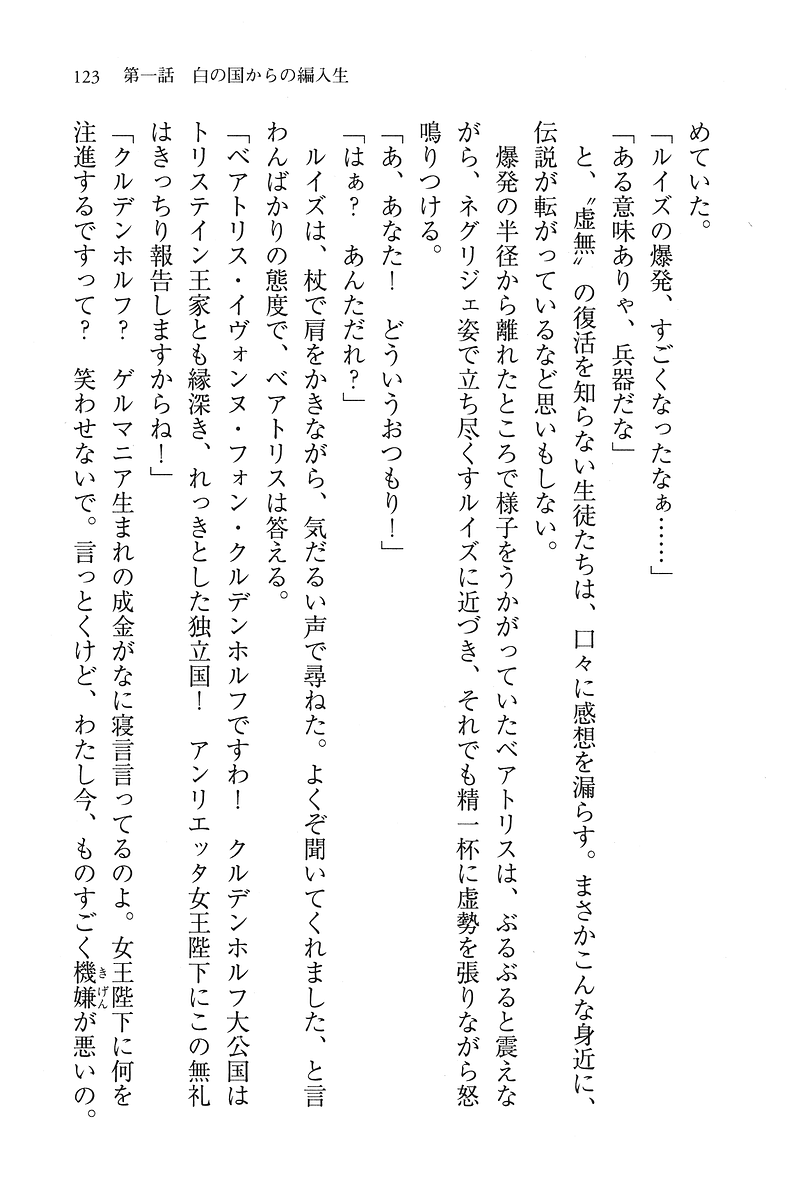 123　第一話　白の国からの編入生
めていた。
「ルイズの爆発、すごくなったなぁ……」
「ある意味ありゃ、兵器だな」
　と、〝虚無〟の復活を知らない生徒たちは、口々に感想を漏らす。まさかこんな身近に、
伝説が転がっているなど思いもしない。
　爆発の半径から離れたところで様子をうかがっていたベアトリスは、ぶるぶると震えな
がら、ネグリジェ姿で立ち尽くすルイズに近づき、それでも精一杯に虚勢を張りながら怒
鳴りつける。
「あ、あなた！　どういうおつもり！」
「はぁ？　あんただれ？」
　ルイズは、杖で肩をかきながら、気だるい声で尋ねた。よくぞ聞いてくれました、と言
わんばかりの態度で、ベアトリスは答える。
「ベアトリス・イヴォンヌ・フォン・クルデンホルフですわ！　クルデンホルフ大公国は
トリステイン王家とも縁深き、れっきとした独立国！　アンリエッタ女王陛下にこの無礼
はきっちり報告しますからね！」
「クルデンホルフ？　ゲルマニア生まれの成金がなに寝言言ってるのよ。女王陛下に何を
注進するですって？　笑わせないで。言っとくけど、わたし今、ものすごく機嫌が悪いの。
きげん